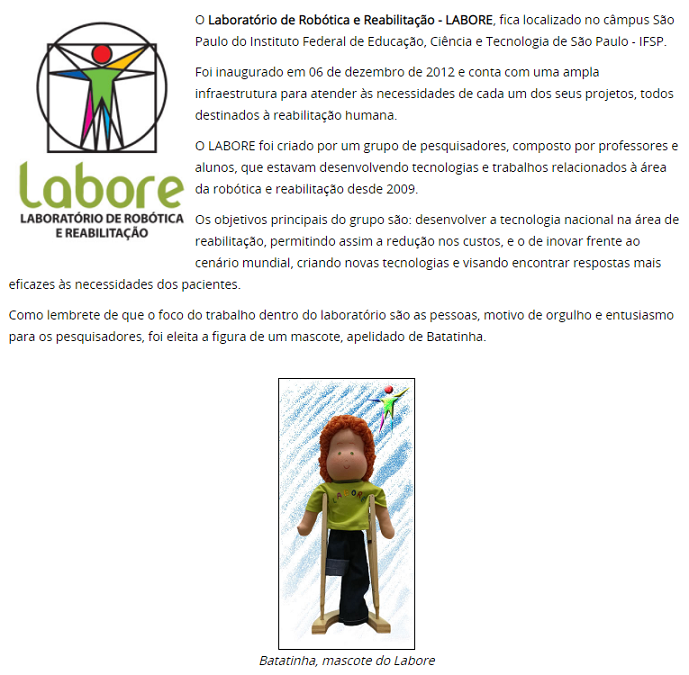 O Laboratório de Robótica e Reabilitação - LABORE, fica localizado no câmpus São
Paulo do Instituto Federal de Educação, Ciência e Tecnologia de São Paulo - IFSP.
Foi inaugurado em 06 de dezembro de 2012 e conta com uma ampla
infraestrutura para atender às necessidades de cada um dos seus projetos, todos
destinados à reabilitação humana.
O LABORE foi criado por um grupo de pesquisadores, composto por professores e
alunos, que estavam desenvolvendo tecnologias e trabalhos relacionados à área
da robótica e reabilitação desde 2009.
Labore
LABORATÓRIO DE ROBÓTICA
E REABILITAÇÃO
Os objetivos principais do grupo são: desenvolver a tecnologia nacional na área de
reabilitação, permitindo assim a redução nos custos, e o de inovar frente ao
cenário mundial, criando novas tecnologias e visando encontrar respostas mais
eficazes às necessidades dos pacientes.
Como lembrete de que o foco do trabalho dentro do laboratório são as pessoas, motivo de orgulho e entusiasmo
para os pesquisadores, foi eleita a figura de um mascote, apelidado de Batatinha.
LABORE
Batatinha, mascote do Labore